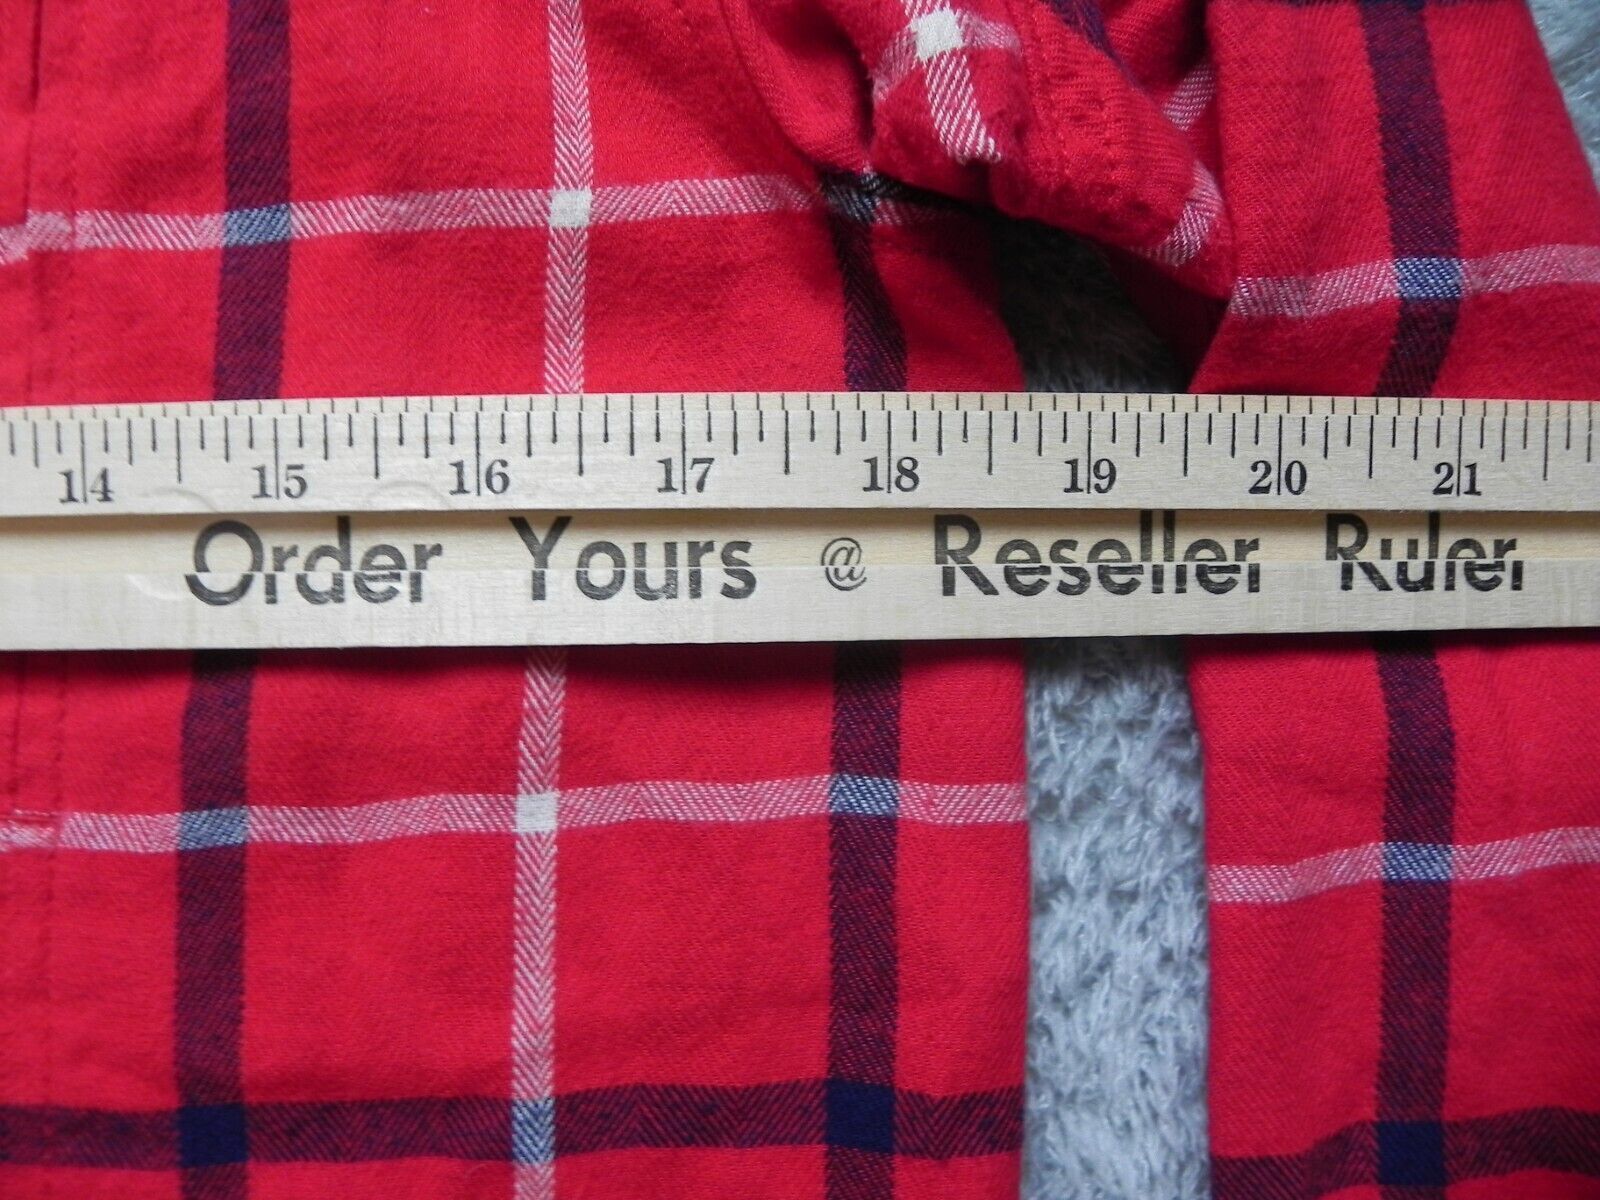 14 15 16 17 18 19 20 21
Order Yours @ Reseller Ruler